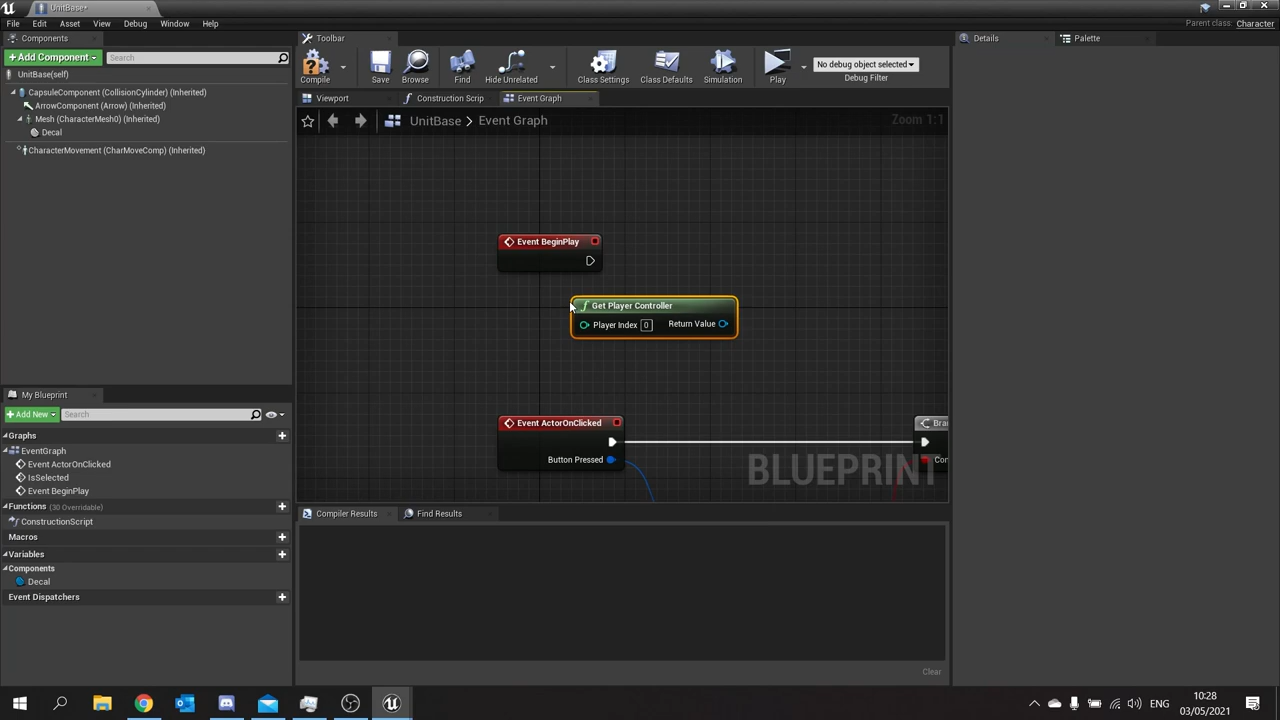 UnitBase*
File Edit Asset View Debug Window Help
Parent class: Character
Components
+Add Component
Search
UnitBase(self)
CapsuleComponent (CollisionCylinder) (Inherited)
ArrowComponent (Arrow) (Inherited)
Mesh (CharacterMesh0) (Inherited)
Decal
CharacterMovement (CharMoveComp) (Inherited)
Toolbar
Compile
Save
Browse
Find
Hide Unrelated
Class Settings
Class Defaults
Simulation
Play
No debug object selected
Debug Filter
Viewport
Construction Scrip
Event Graph
UnitBase > Event Graph
Zoom 1:1
Event BeginPlay
Get Player Controller
Player Index 0
Return Value
Event ActorOnClicked
Button Pressed
Bra
Con
BLUEPRINT
Details
Palette
My Blueprint
+Add New
Search
Graphs
EventGraph
Event ActorOnClicked
IsSelected
Event BeginPlay
Functions (30 Overridable)
ConstructionScript
Macros
Variables
Components
Decal
Event Dispatchers
Compiler Results
Find Results
Clear
ENG
10:28
03/05/2021